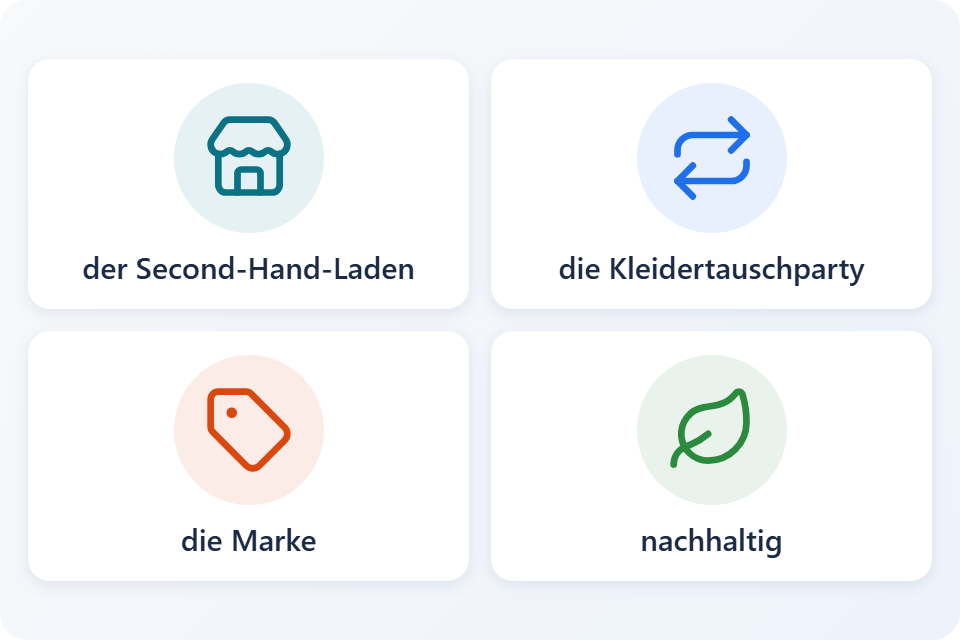 der Second-Hand-Laden
die Kleidertauschparty
die Marke
nachhaltig